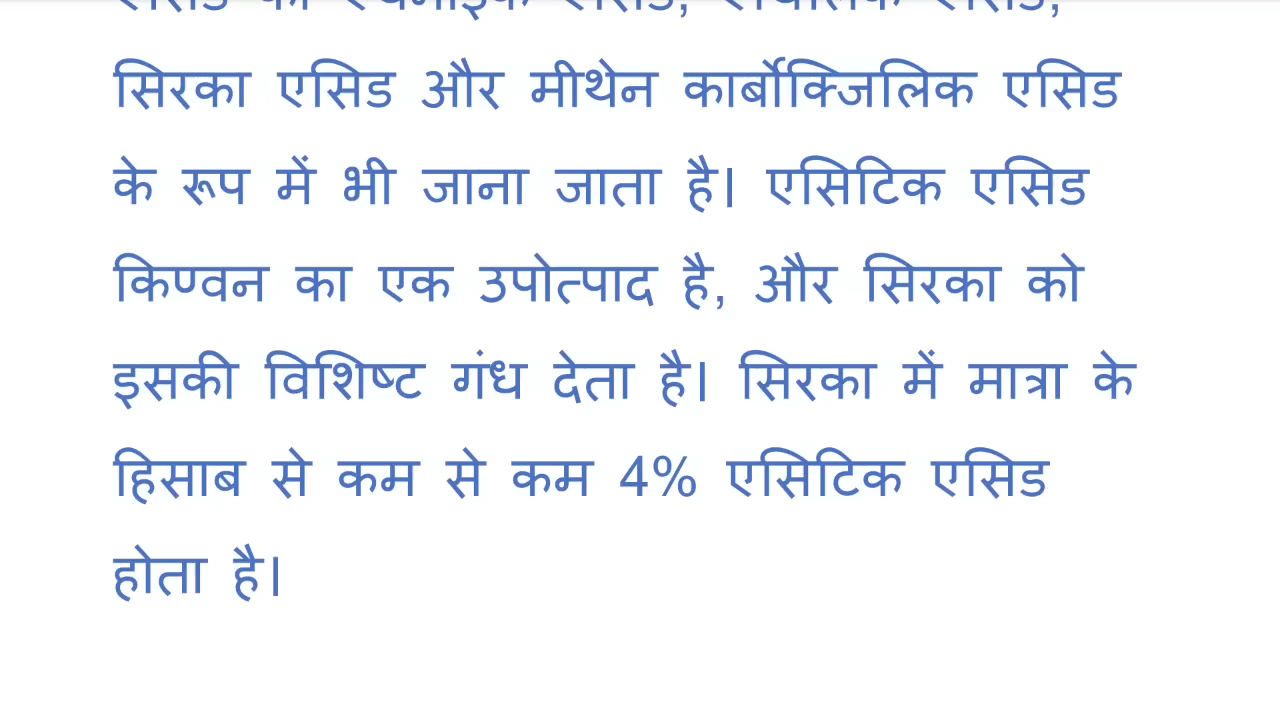 सिरका एसिड और मीथेन कार्बोक्जिलिक एसिड
के रूप में भी जाना जाता है। एसिटिक एसिड
किण्वन का एक उपोत्पाद है, और सिरका को
इसकी विशिष्ट गंध देता है। सिरका में मात्रा के
हिसाब से कम से कम 4% एसिटिक एसिड
होता है।